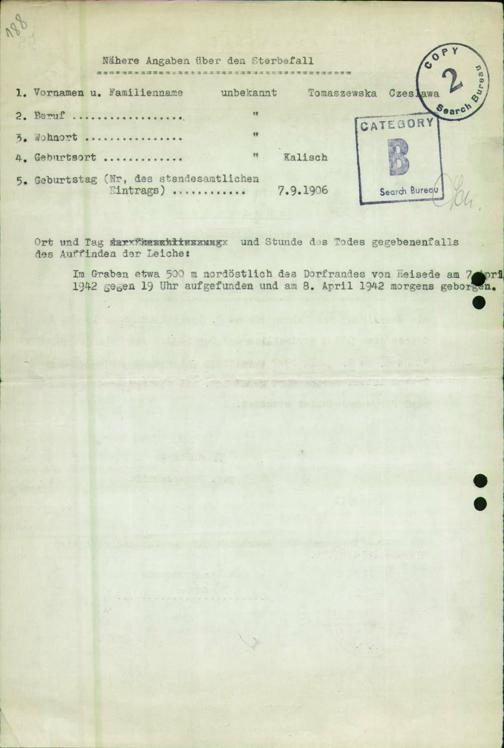 188
Nähere Angaben über den Sterbefall
COPY 2 Search Bureau
1. Vornamen u. Familienname unbekannt Tomaszewska Czeslawa
2. Beruf .................. "
3. Wohnort ................ "
4. Geburtsort ............. " Kalisch
5. Geburtstag (Nr. des standesamtlichen
Eintrags) ............ 7.9.1906
CATEGORY
B
Search Bureau
Ort und Tag und Stunde des Todes gegebenenfalls
des Auffinden der Leiche:
Im Graben etwa 500 m nordöstlich des Dorfrandes von Heisede am 7. April
1942 gegen 19 Uhr aufgefunden und am 8. April 1942 morgens geborgen.